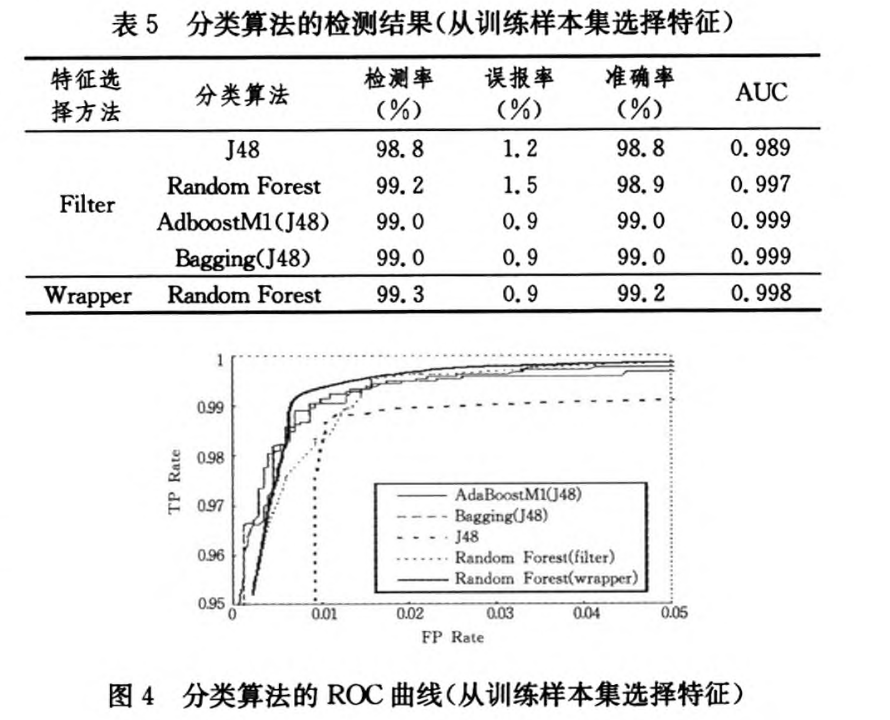 表 5 分类算法的检测结果(从训练样本集选择特征)
特征选择方法 分类算法 检测率(%) 误报率(%) 准确率(%) AUC
Filter J48 98.8 1.2 98.8 0.989
Random Forest 99.2 1.5 98.9 0.997
AdboostM1(J48) 99.0 0.9 99.0 0.999
Bagging(J48) 99.0 0.9 99.0 0.999
Wrapper Random Forest 99.3 0.9 99.2 0.998
1
0.99
0.98
0.97
0.96
0.95
TP Rate
AdaBoostM1(J48)
Bagging(J48)
J48
Random Forest(filter)
Random Forest(wrapper)
0 0.01 0.02 0.03 0.04 0.05
FP Rate
图 4 分类算法的 ROC 曲线(从训练样本集选择特征)